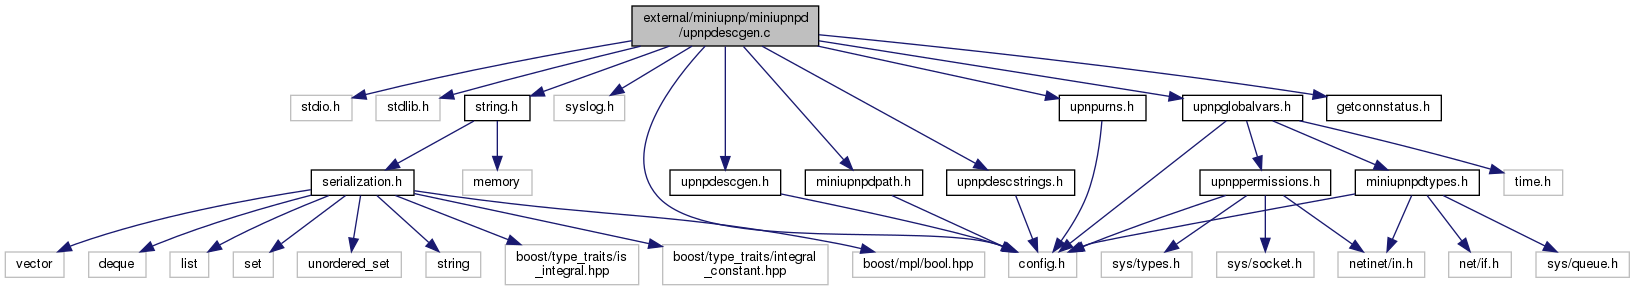 external/miniupnp/miniupnpd
/upnpdescgen.c
stdio.h
stdlib.h
string.h
syslog.h
upnpurns.h
upnpglobalvars.h
getconnstatus.h
serialization.h
memory
upnpdescgen.h
miniupnpdpath.h
upnpdescstrings.h
upnppermissions.h
miniupnpdtypes.h
time.h
vector
deque
list
set
unordered_set
string
boost/type_traits/is
_integral.hpp
boost/type_traits/integral
_constant.hpp
boost/mpl/bool.hpp
config.h
sys/types.h
sys/socket.h
netinet/in.h
net/if.h
sys/queue.h